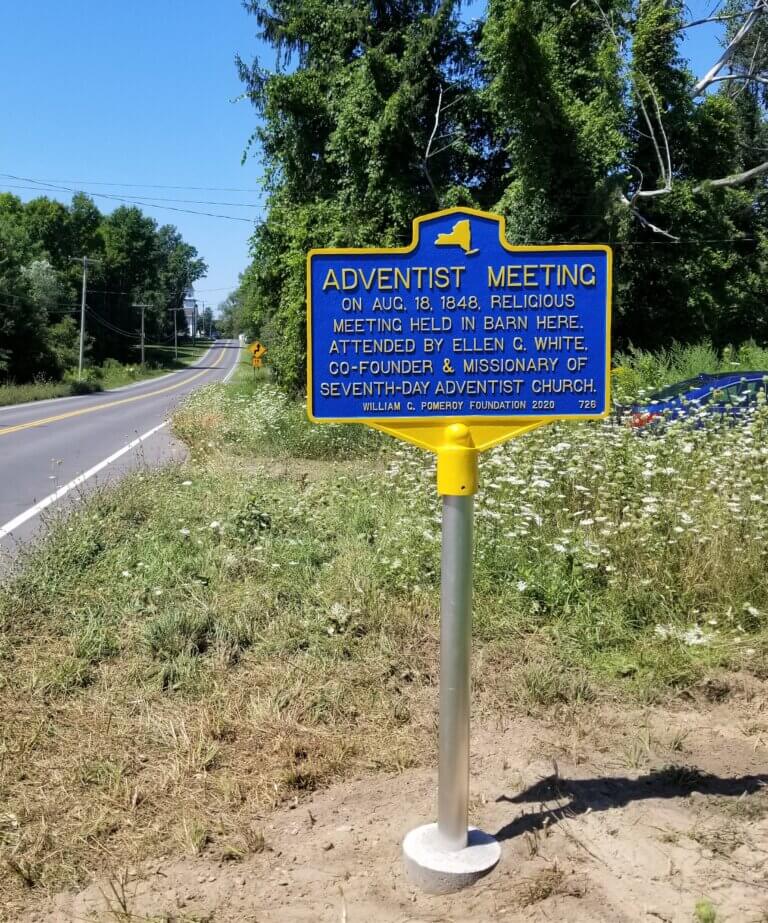 ADVENTIST MEETING
ON AUG. 18, 1848, RELIGIOUS
MEETING HELD IN BARN HERE.
ATTENDED BY ELLEN G. WHITE,
CO-FOUNDER & MISSIONARY OF
SEVENTH-DAY ADVENTIST CHURCH.
WILLIAM G. POMEROY FOUNDATION 2020 726